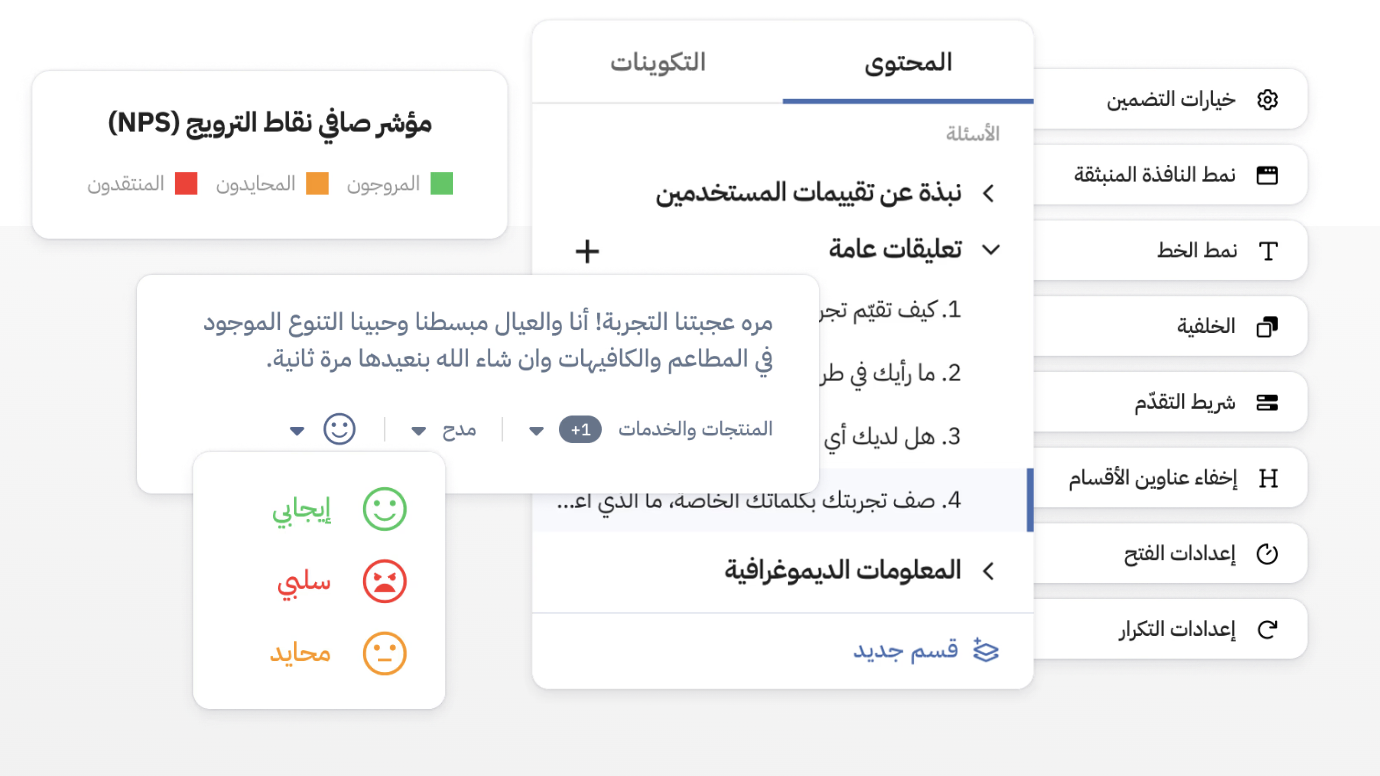 مؤشر صافي نقاط الترويج (NPS)
المروجون المحايدون المنتقدون
المحتوى التكوينات
الأسئلة
نبذة عن تقييمات المستخدمين
تعليقات عامة
1. كيف تقيّم
2. ما رأيك في
3. هل لديك أي
4. صف تجربتك بكلماتك الخاصة، ما الذي
المعلومات الديموغرافية
قسم جديد
مره عجبتنا التجربة! أنا والعيال مبسطنا وحبينا التنوع الموجود
في المطاعم والكافيهات وان شاء الله بنعيدها مرة ثانية.
المنتجات والخدمات +1 مدح
إيجابي
سلبي
محايد
خيارات التضمين
نمط النافذة المنبثقة
نمط الخط
الخلفية
شريط التقدّم
إخفاء عناوين الأقسام
إعدادات الفتح
إعدادات التكرار